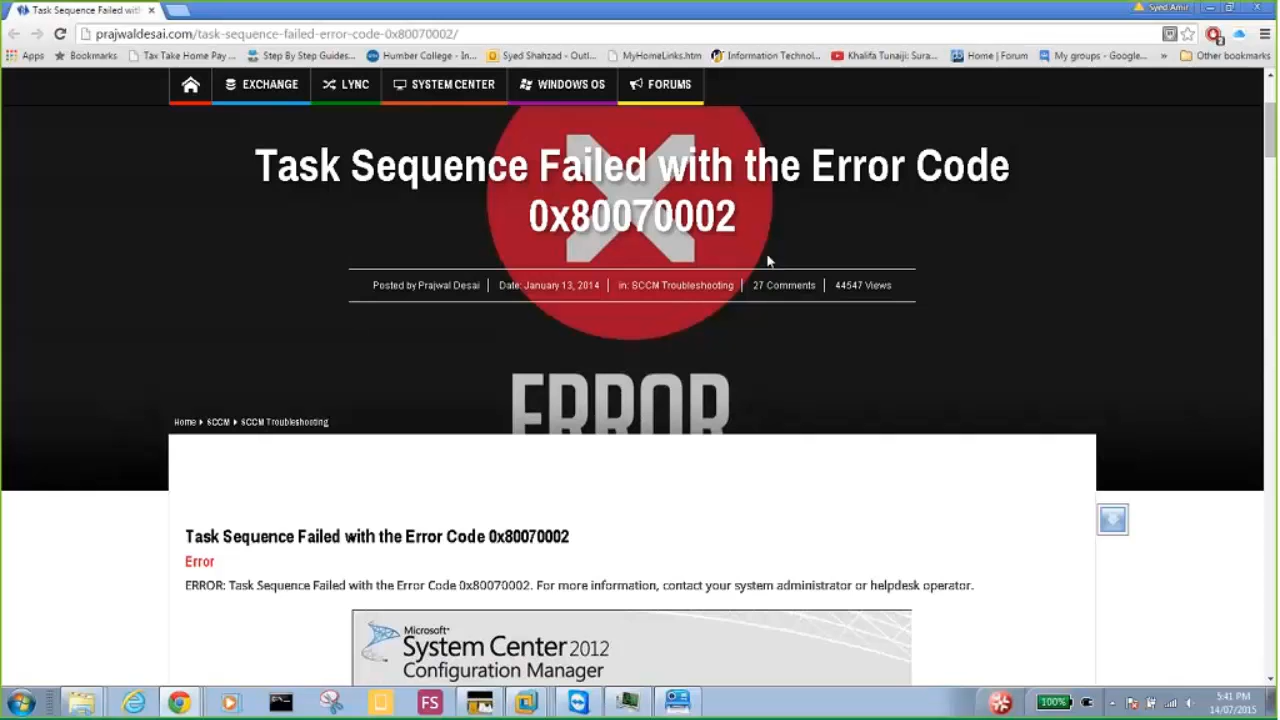 Task Sequence Failed with
Syed Amir
prajwaldesai.com/task-sequence-failed-error-code-0x80070002/
Apps
Bookmarks
Tax Take Home Pay ...
Step By Step Guides...
Humber College - In...
Syed Shahzad - Outl...
MyHomeLinks.htm
Information Technol...
Khalifa Tunaiji: Sura...
Home | Forum
My groups - Google...
»
Other bookmarks
EXCHANGE
LYNC
SYSTEM CENTER
WINDOWS OS
FORUMS
Task Sequence Failed with the Error Code
0x80070002
Posted by Prajwal Desai
Date: January 13, 2014
in: SCCM Troubleshooting
27 Comments
44547 Views
ERROR
Home SCCM SCCM Troubleshooting
Task Sequence Failed with the Error Code 0x80070002
Error
ERROR: Task Sequence Failed with the Error Code 0x80070002. For more information, contact your system administrator or helpdesk operator.
Microsoft
System Center 2012
Configuration Manager
FS
100%
5:41 PM
14/07/2015